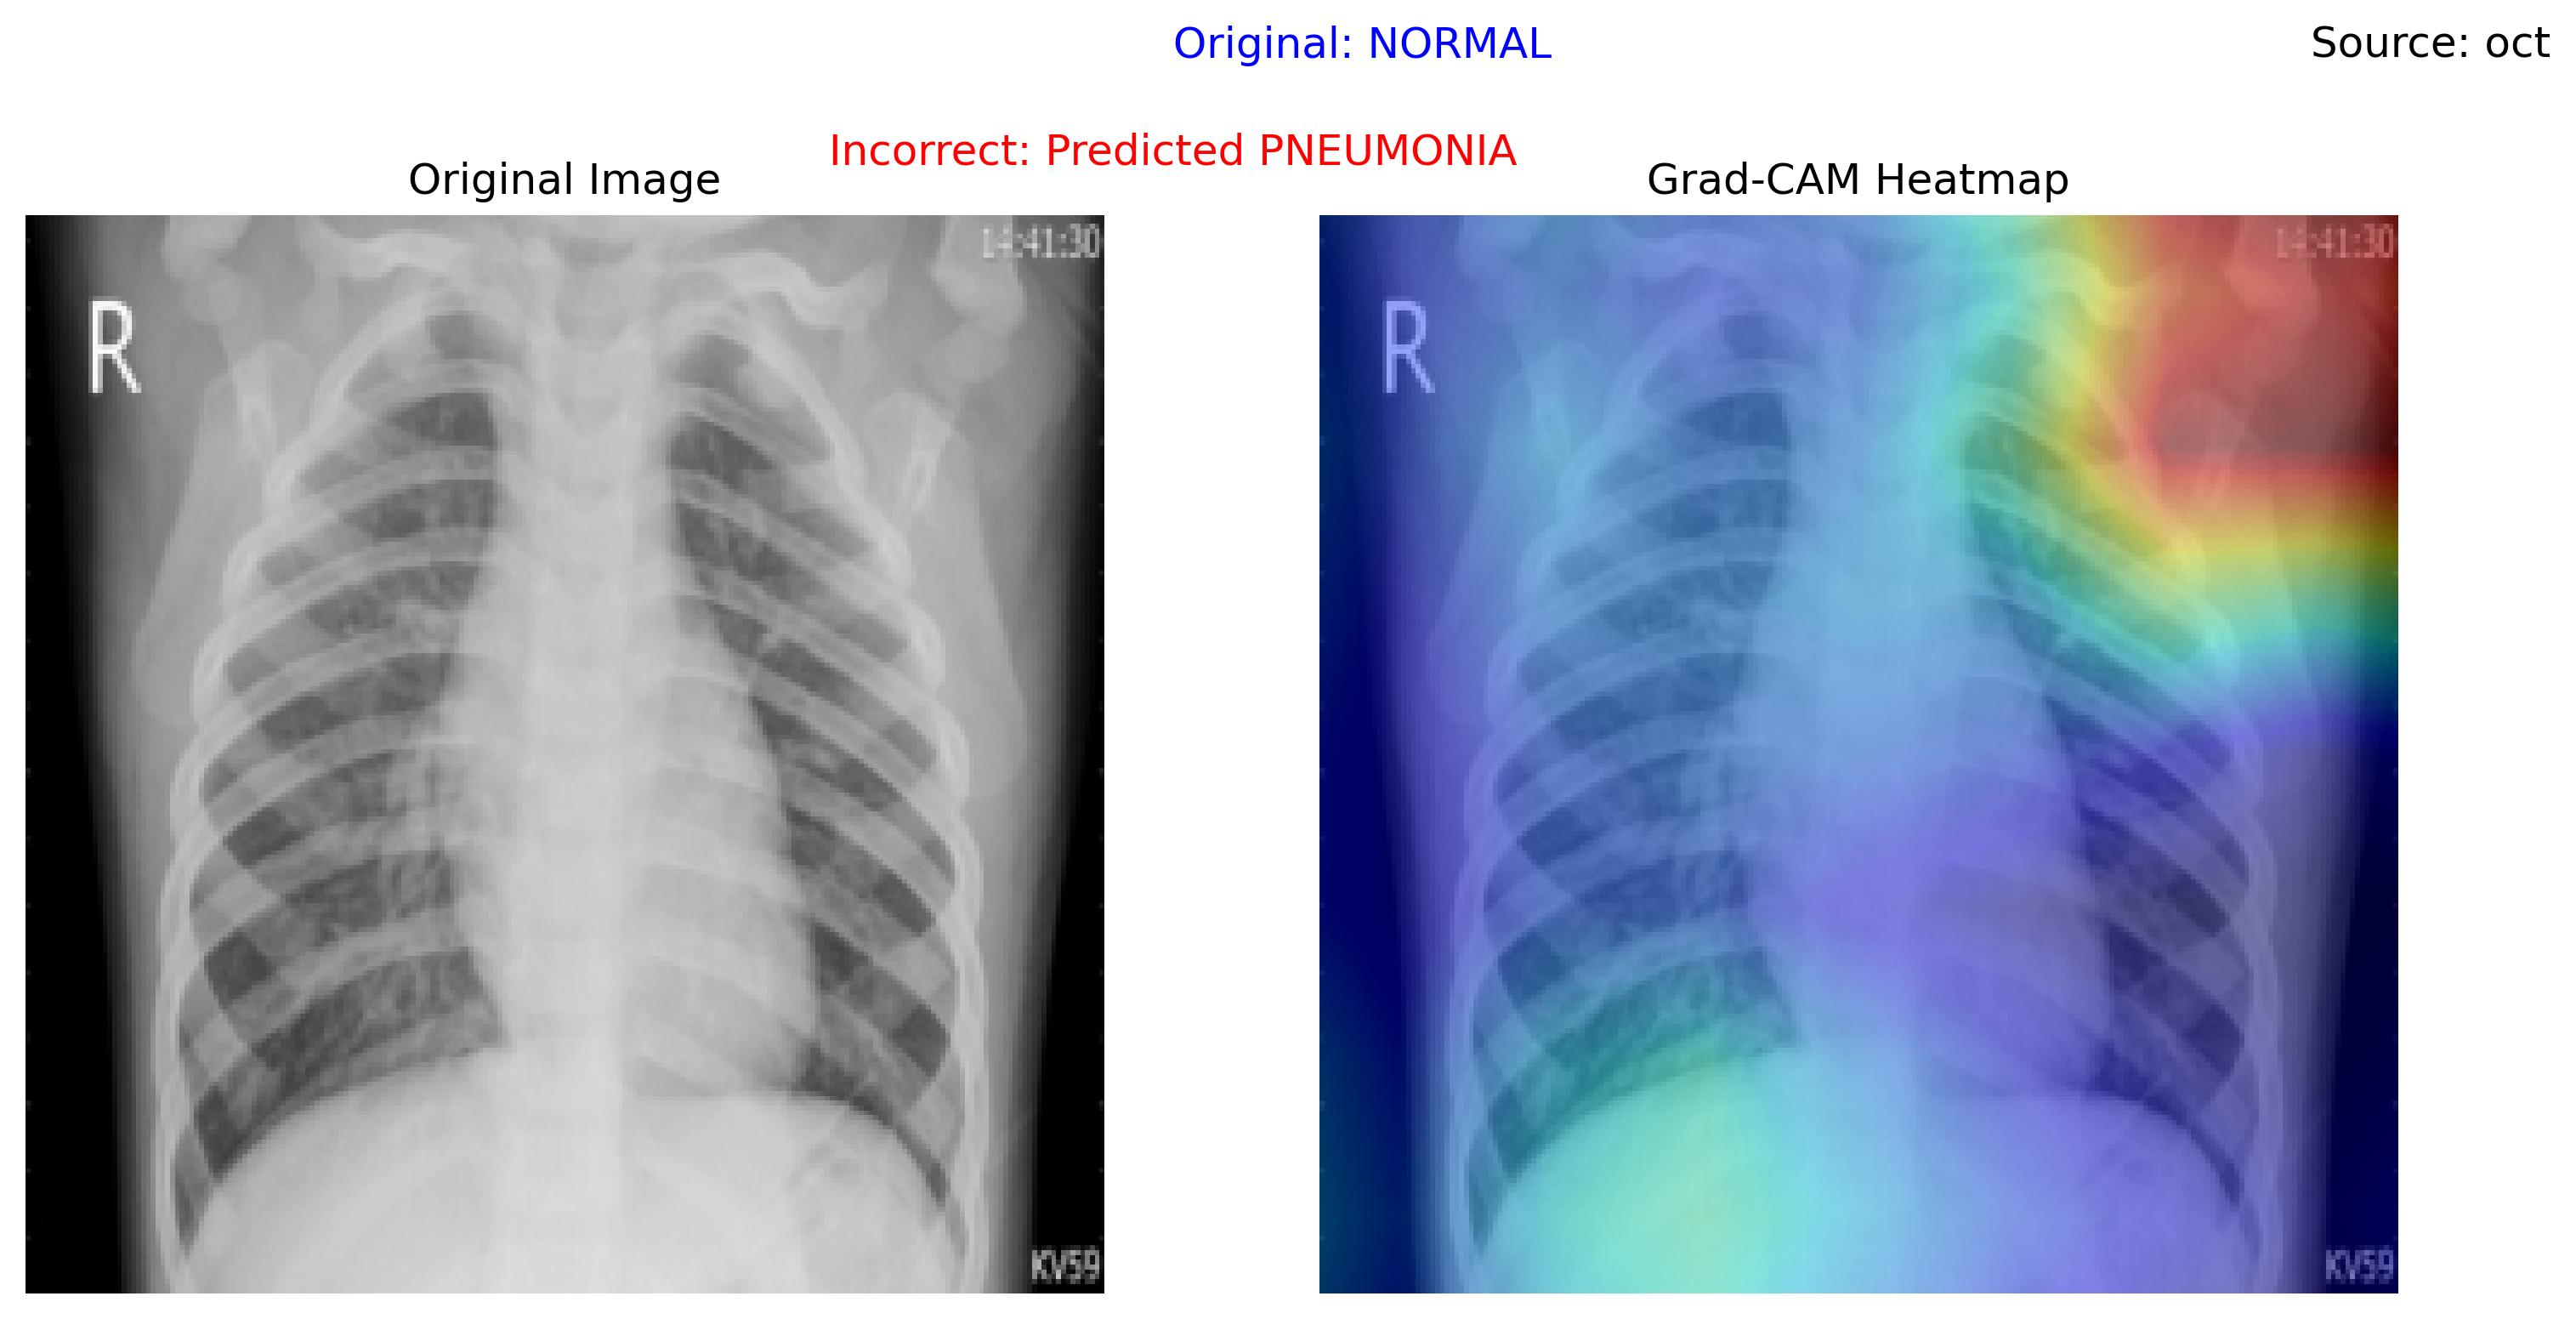 Original: NORMAL
Source: oct
Incorrect: Predicted PNEUMONIA
Original Image
Grad-CAM Heatmap
14:41:30
R
KV59
14:41:30
R
KV59